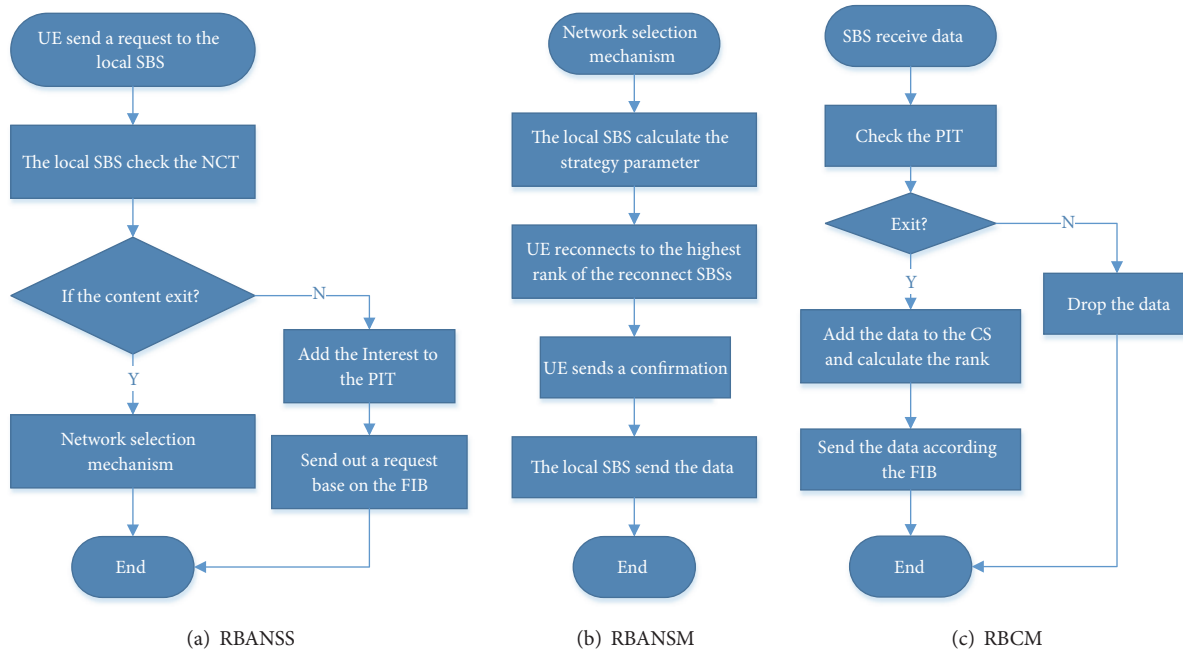 UE send a request to the
local SBS
The local SBS check the NCT
If the content exit?
N
Y
Add the Interest to
the PIT
Network selection
mechanism
Send out a request
base on the FIB
End
(a) RBANSS
Network selection
mechanism
The local SBS calculate the
strategy parameter
UE reconnects to the highest
rank of the reconnect SBSs
UE sends a confirmation
The local SBS send the data
End
(b) RBANSM
SBS receive data
Check the PIT
Exit?
N
Y
Drop the data
Add the data to the CS
and calculate the rank
Send the data according
the FIB
End
(c) RBCM